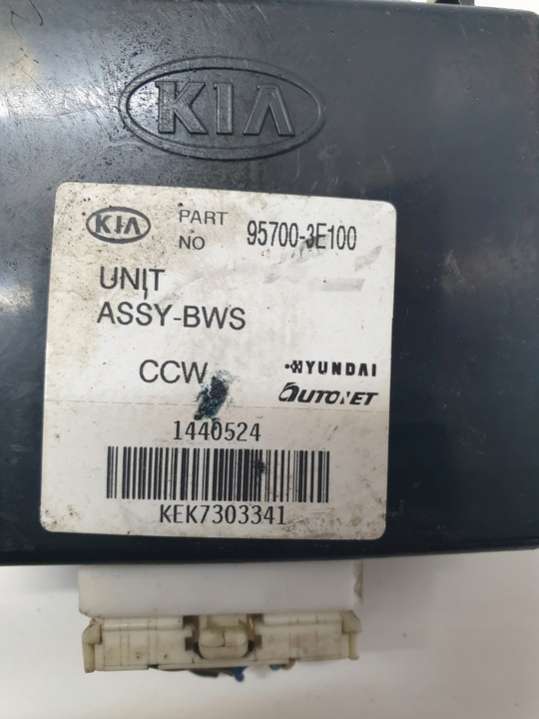 KIA
KIA PART NO 95700-3E100
UNIT
ASSY-BWS
CCW
HYUNDAI
AUTONET
1440524
KEK7303341